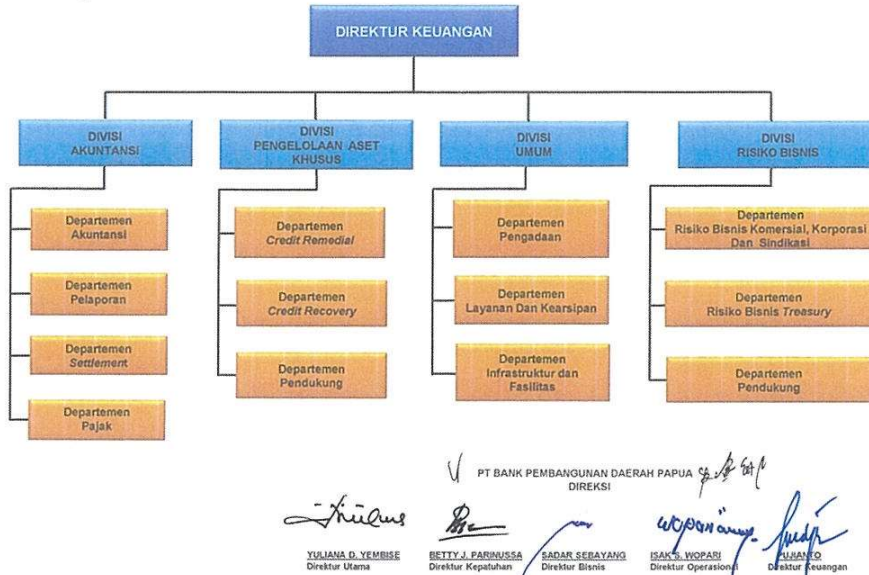 DIREKTUR KEUANGAN
DIVISI
AKUNTANSI
Departemen
Akuntansi
Departemen
Pelaporan
Departemen
Settlement
Departemen
Pajak
DIVISI
PENGELOLAAN ASET
KHUSUS
Departemen
Credit Remedial
Departemen
Credit Recovery
Departemen
Pendukung
DIVISI
UMUM
Departemen
Pengadaan
Departemen
Layanan Dan Kearsipan
Departemen
Infrastruktur dan
Fasilitas
DIVISI
RISIKO BISNIS
Departemen
Risiko Bisnis Komersial, Korporasi
Dan Sindikasi
Departemen
Risiko Bisnis Treasury
Departemen
Pendukung
PT BANK PEMBANGUNAN DAERAH PAPUA
DIREKSI
YULIANA D. YEMBISE
Direktur Utama
BETTY J. PARINUSSA
Direktur Kepatuhan
SADAR SEBAYANG
Direktur Bisnis
ISAK S. WOPARI
Direktur Operasional
PUJIANTO
Direktur Keuangan